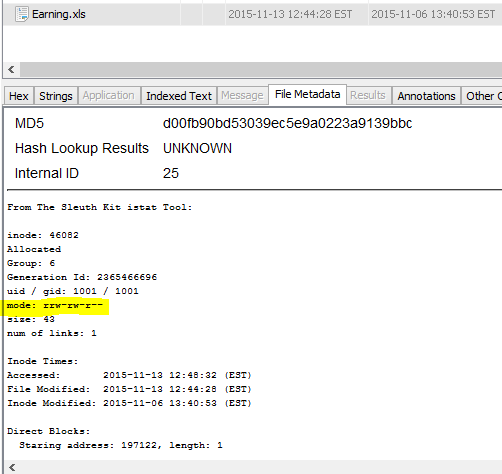 Earning.xls 2015-11-13 12:44:28 EST 2015-11-06 13:40:53 EST
Hex Strings Application Indexed Text Message File Metadata Results Annotations Other O
MD5 d00fb90bd53039ec5e9a0223a9139bbc
Hash Lookup Results UNKNOWN
Internal ID 25
From The Sleuth Kit istat Tool:
inode: 46082
Allocated
Group: 6
Generation Id: 2365466696
uid / gid: 1001 / 1001
mode: rrw-rw-r--
size: 43
num of links: 1
Inode Times:
Accessed: 2015-11-13 12:48:32 (EST)
File Modified: 2015-11-13 12:44:28 (EST)
Inode Modified: 2015-11-06 13:40:53 (EST)
Direct Blocks:
Staring address: 197122, length: 1